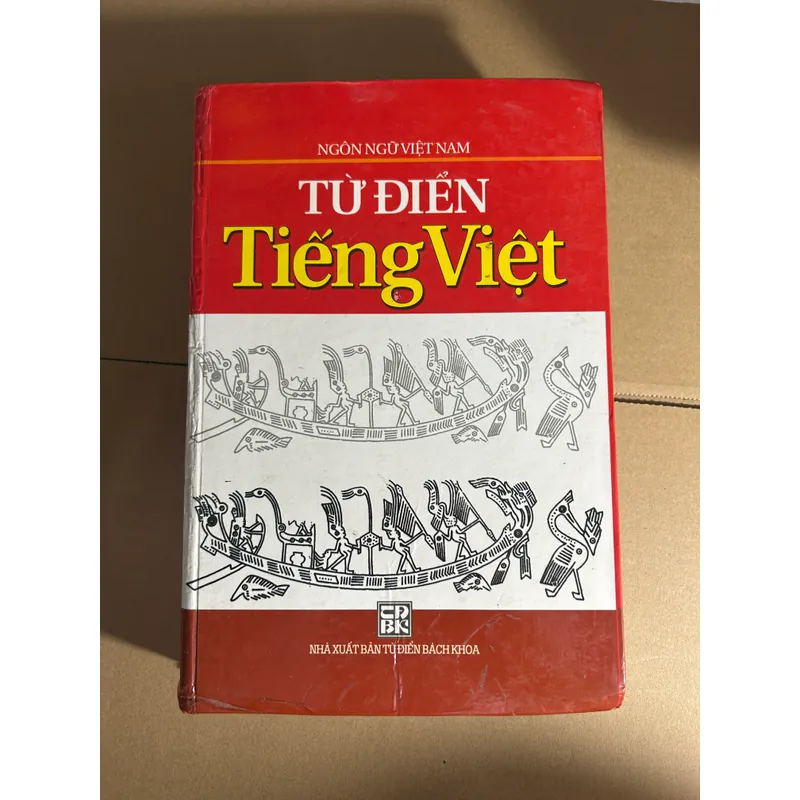 NGÔN NGỮ VIỆT NAM
TỪ ĐIỂN
Tiếng Việt
NHÀ XUẤT BẢN TỪ ĐIỂN BÁCH KHOA